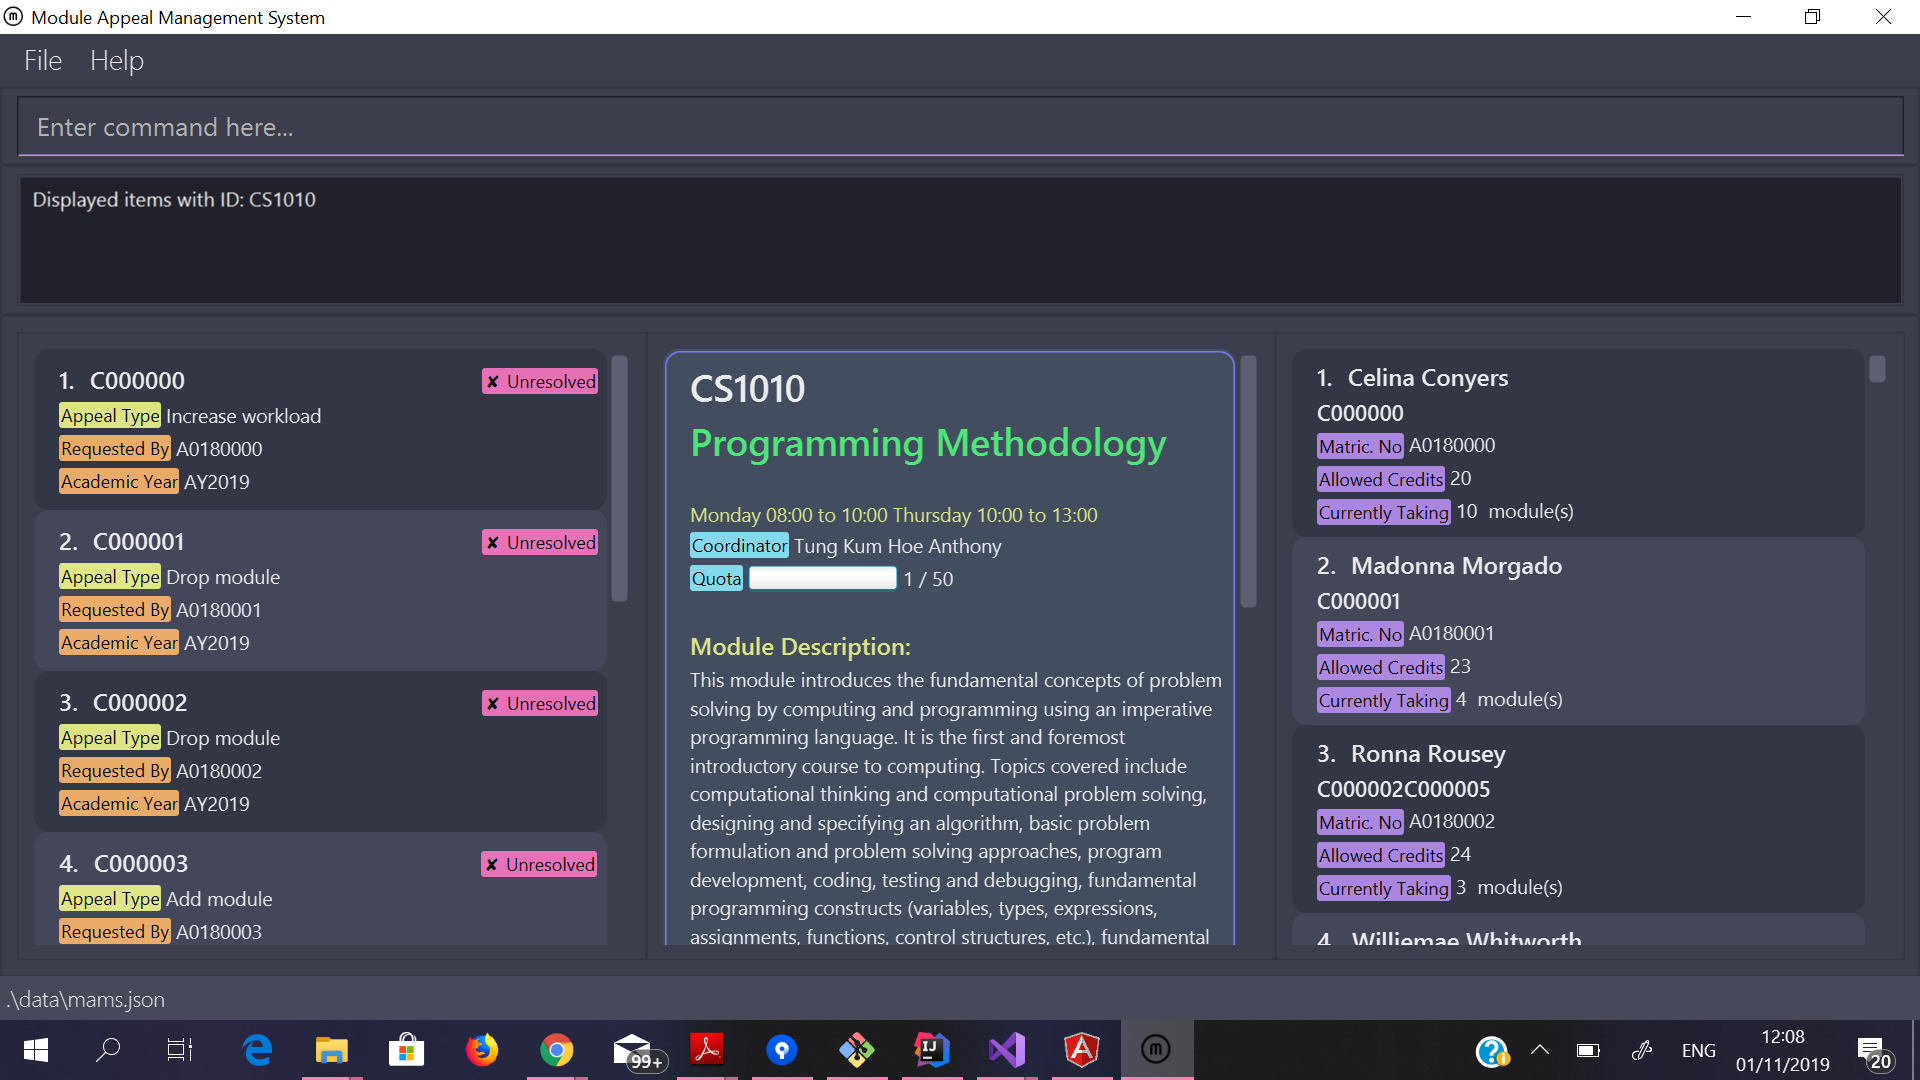 Module Appeal Management System
File Help
Enter command here...
Displayed items with ID: CS1010
1. C000000
✘ Unresolved
Appeal Type Increase workload
Requested By A0180000
Academic Year AY2019
2. C000001
✘ Unresolved
Appeal Type Drop module
Requested By A0180001
Academic Year AY2019
3. C000002
✘ Unresolved
Appeal Type Drop module
Requested By A0180002
Academic Year AY2019
4. C000003
✘ Unresolved
Appeal Type Add module
Requested By A0180003
CS1010
Programming Methodology
Monday 08:00 to 10:00 Thursday 10:00 to 13:00
Coordinator Tung Kum Hoe Anthony
Quota 1 / 50
Module Description:
This module introduces the fundamental concepts of problem
solving by computing and programming using an imperative
programming language. It is the first and foremost
introductory course to computing. Topics covered include
computational thinking and computational problem solving,
designing and specifying an algorithm, basic problem
formulation and problem solving approaches, program
development, coding, testing and debugging, fundamental
programming constructs (variables, types, expressions,
assignments, functions, control structures, etc.), fundamental
1. Celina Conyers
C000000
Matric. No A0180000
Allowed Credits 20
Currently Taking 10 module(s)
2. Madonna Morgado
C000001
Matric. No A0180001
Allowed Credits 23
Currently Taking 4 module(s)
3. Ronna Rousey
C000002C000005
Matric. No A0180002
Allowed Credits 24
Currently Taking 3 module(s)
4. Williemae Whitworth
.\data\mams.json
99+
IJ
ENG
12:08
01/11/2019
20